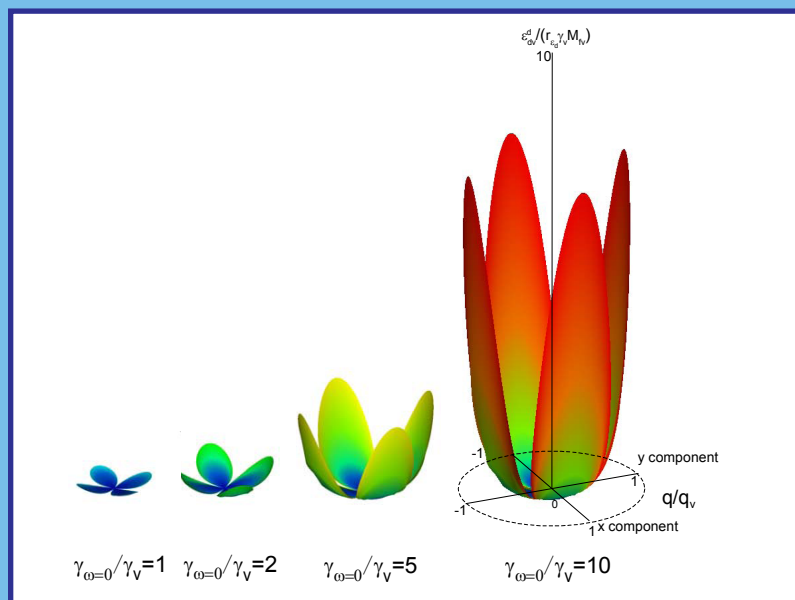 ε^d_dv/(r_ε_d γ_v M_fv)
10
-1
y component
1
q/q_v
-1
0
1 x component
γ_ω=0/γ_v=1
γ_ω=0/γ_v=2
γ_ω=0/γ_v=5
γ_ω=0/γ_v=10